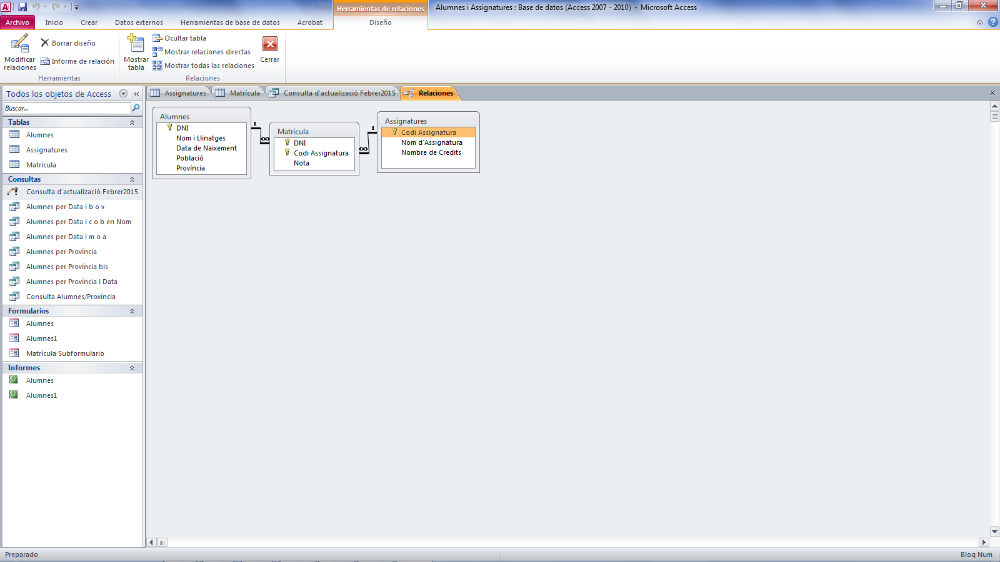 Herramientas de relaciones
Alumnes i Assignatures : Base de datos (Access 2007 - 2010) - Microsoft Access
Archivo Inicio Crear Datos externos Herramientas de base de datos Acrobat Diseño
Modificar relaciones
Borrar diseño
Informe de relación
Herramientas
Mostrar tabla
Ocultar tabla
Mostrar relaciones directas
Mostrar todas las relaciones
Cerrar
Relaciones
Todos los objetos de Access
Buscar...
Tablas
Alumnes
Assignatures
Matrícula
Consultas
Consulta d'actualizació Febrer2015
Alumnes per Data i b o v
Alumnes per Data i c o b en Nom
Alumnes per Data i m o a
Alumnes per Província
Alumnes per Província bis
Alumnes per Província i Data
Consulta Alumnes/Província
Formularios
Alumnes
Alumnes1
Matrícula Subformulario
Informes
Alumnes
Alumnes1
Assignatures Matrícula Consulta d'actualizació Febrer2015 Relaciones
Alumnes
DNI
Nom i Llinatges
Data de Naixement
Població
Província
1
∞
Matrícula
DNI
Codi Assignatura
Nota
∞
1
Assignatures
Codi Assignatura
Nom d'Assignatura
Nombre de Credits
Preparado
Bloq Num